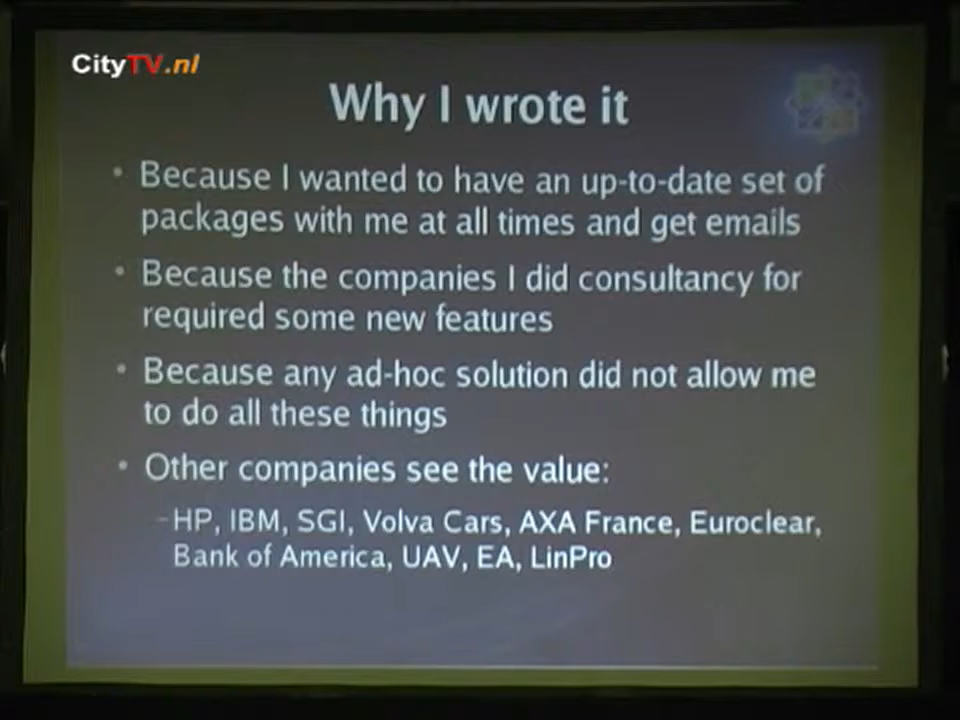 CityTV.nl
Why I wrote it
• Because I wanted to have an up-to-date set of
packages with me at all times and get emails
• Because the companies I did consultancy for
required some new features
• Because any ad-hoc solution did not allow me
to do all these things
• Other companies see the value:
–HP, IBM, SGI, Volva Cars, AXA France, Euroclear,
Bank of America, UAV, EA, LinPro